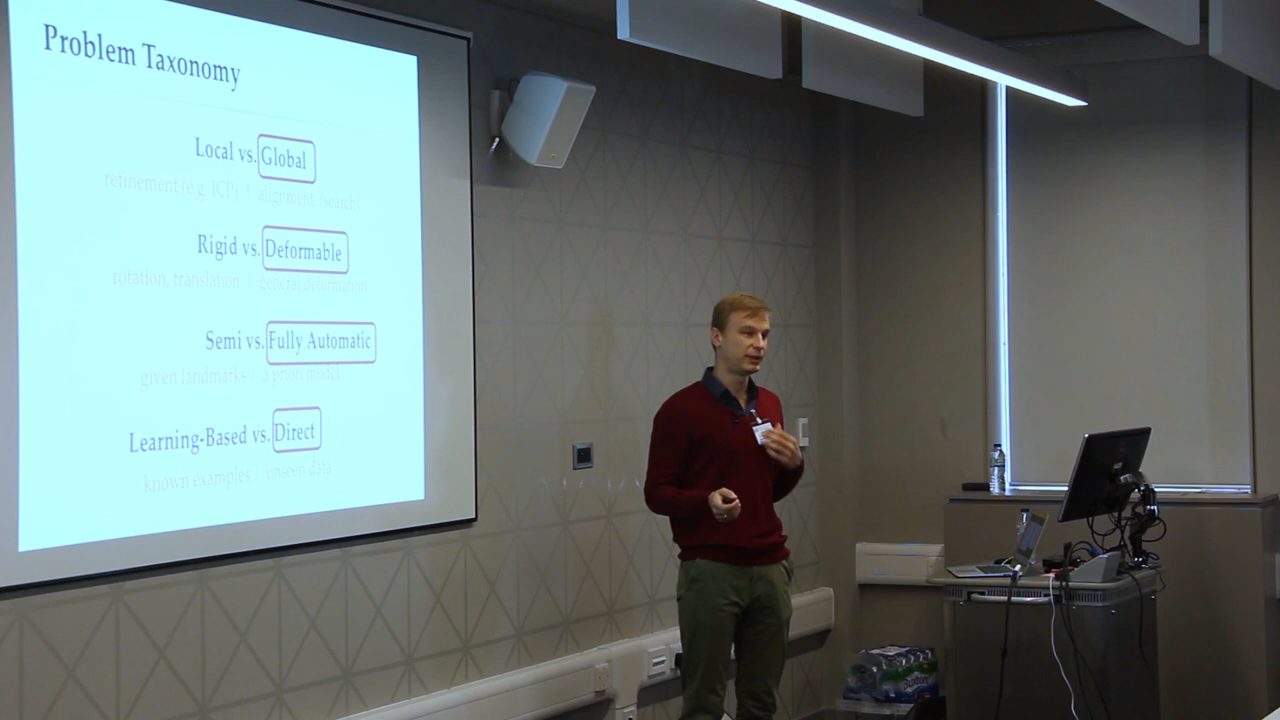 Problem Taxonomy
Local vs. Global
refinement (e.g. ICP) | alignment (search)
Rigid vs. Deformable
rotation, translation | general deformation
Semi vs. Fully Automatic
given landmarks | a priori model
Learning-Based vs. Direct
known examples | unseen data